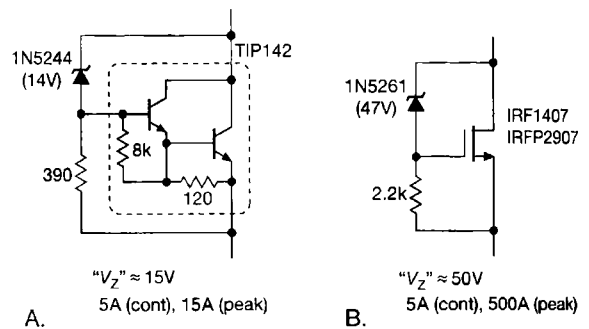 TIP142
1N5244
(14V)
8k
390
120
"V_Z" ≈ 15V
5A (cont), 15A (peak)
A.
1N5261
(47V)
IRF1407
IRFP2907
2.2k
"V_Z" ≈ 50V
5A (cont), 500A (peak)
B.